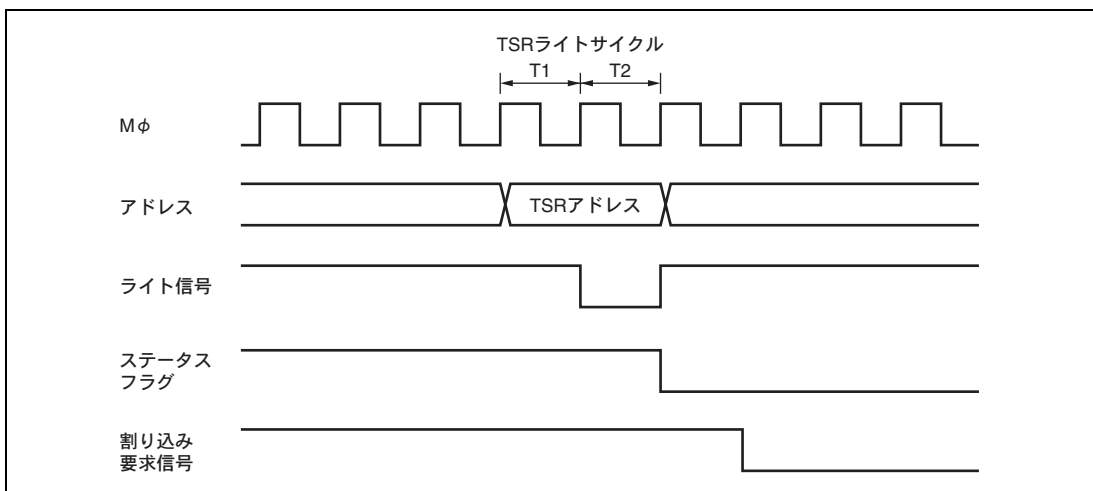 TSRライトサイクル
T1 T2
Mφ
アドレス
TSRアドレス
ライト信号
ステータス
フラグ
割り込み
要求信号